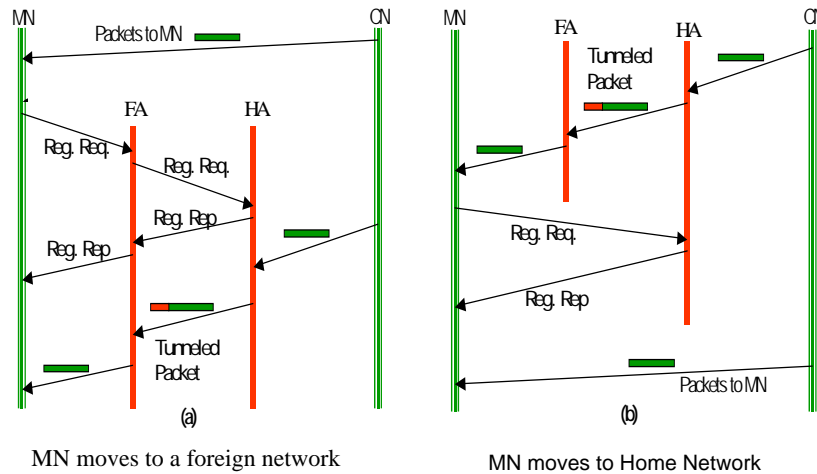 MN
CN
Packets to MN
FA
HA
Reg. Req.
Reg. Req.
Reg. Rep
Reg. Rep
Tunneled
Packet
(a)
MN moves to a foreign network
MN
FA
HA
Tunneled
Packet
Reg. Req.
Reg. Rep
Packets to MN
(b)
MN moves to Home Network